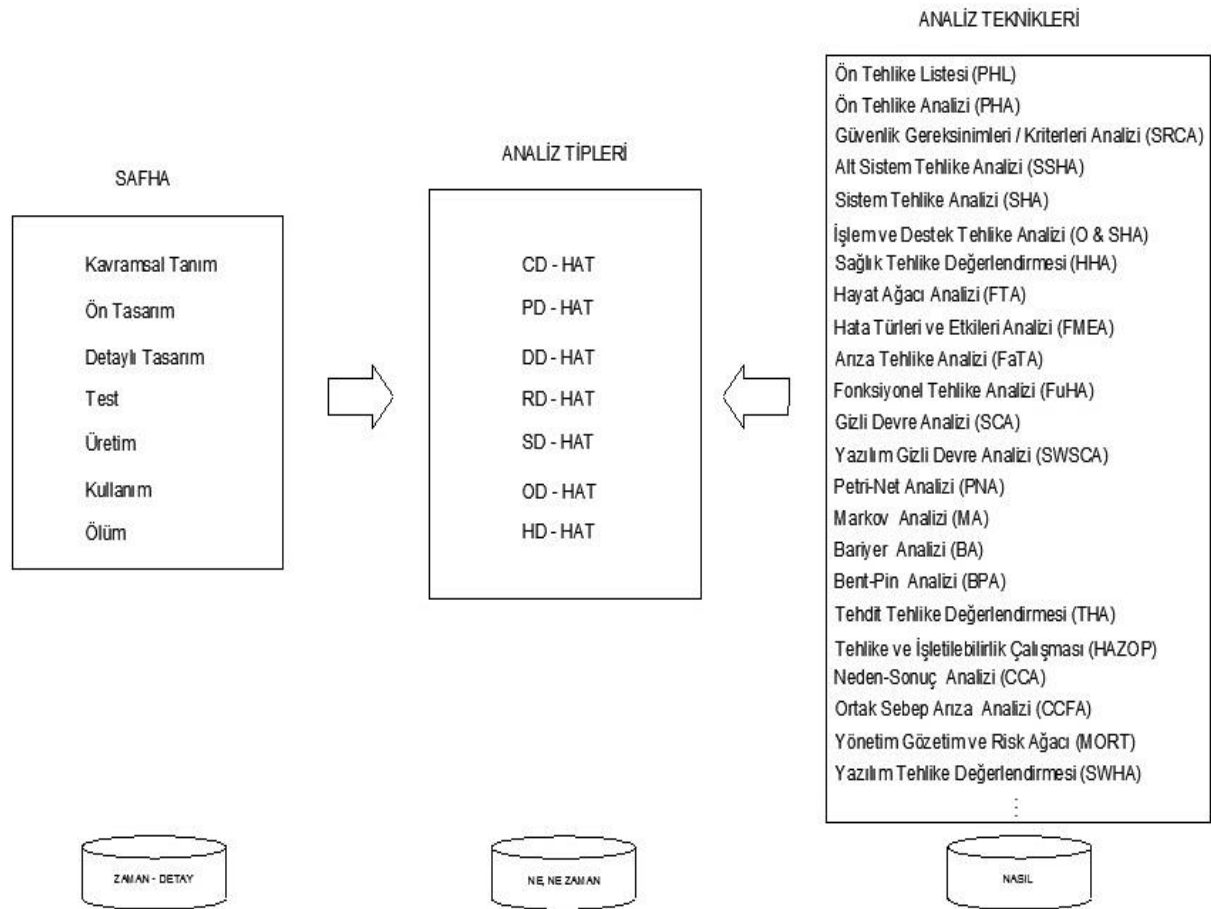 SAFHA
Kavramsal Tanım
Ön Tasarım
Detaylı Tasarım
Test
Üretim
Kullanım
Ölüm
ZAMAN - DETAY
ANALİZ TİPLERİ
CD - HAT
PD - HAT
DD - HAT
RD - HAT
SD - HAT
OD - HAT
HD - HAT
NE, NE ZAMAN
ANALİZ TEKNİKLERİ
Ön Tehlike Listesi (PHL)
Ön Tehlike Analizi (PHA)
Güvenlik Gereksinimleri / Kriterleri Analizi (SRCA)
Alt Sistem Tehlike Analizi (SSHA)
Sistem Tehlike Analizi (SHA)
İşlem ve Destek Tehlike Analizi (O & SHA)
Sağlık Tehlike Değerlendirmesi (HHA)
Hayat Ağacı Analizi (FTA)
Hata Türleri ve Etkileri Analizi (FMEA)
Arıza Tehlike Analizi (FaTA)
Fonksiyonel Tehlike Analizi (FuHA)
Gizli Devre Analizi (SCA)
Yazılım Gizli Devre Analizi (SWSCA)
Petri-Net Analizi (PNA)
Markov Analizi (MA)
Bariyer Analizi (BA)
Bent-Pin Analizi (BPA)
Tehdit Tehlike Değerlendirmesi (THA)
Tehlike ve İşletilebilirlik Çalışması (HAZOP)
Neden-Sonuç Analizi (CCA)
Ortak Sebep Arıza Analizi (CCFA)
Yönetim Gözetim ve Risk Ağacı (MORT)
Yazılım Tehlike Değerlendirmesi (SWHA)
⋮
NASIL